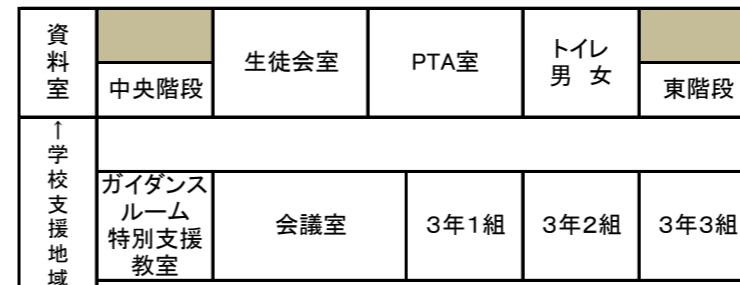 資料室
中央階段
生徒会室
PTA室
トイレ
男 女
東階段
↑学校支援地域
ガイダンス
ルーム
特別支援
教室
会議室
3年1組
3年2組
3年3組